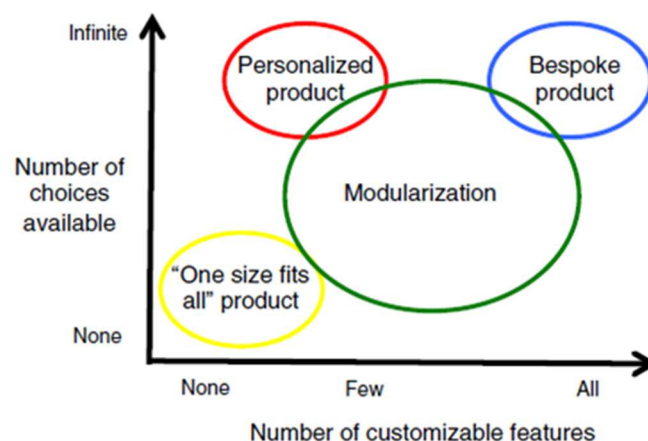 Infinite
Personalized
product
Bespoke
product
Number of
choices
available
Modularization
“One size fits
all” product
None
None
Few
All
Number of customizable features